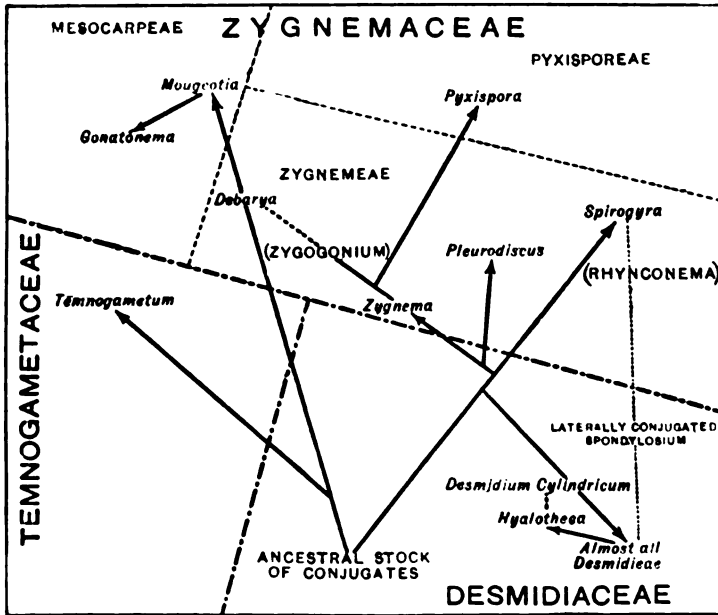 ZYGNEMACEAE
MESOCARPEAE
PYXISPOREAE
Mougeotia
Pyxispora
Gonatonema
ZYGNEMEAE
Debarya
Spirogyra
(ZYGOGONIUM)
Pleurodiscus
(RHYNCONEMA)
TEMNOGAMETACEAE
Temnogametum
Zygnema
LATERALLY CONJUGATED
SPONDYLOSIUM
Desmidium Cylindricum
Hyalotheca
Almost all
Desmidieae
ANCESTRAL STOCK
OF CONJUGATES
DESMIDIACEAE